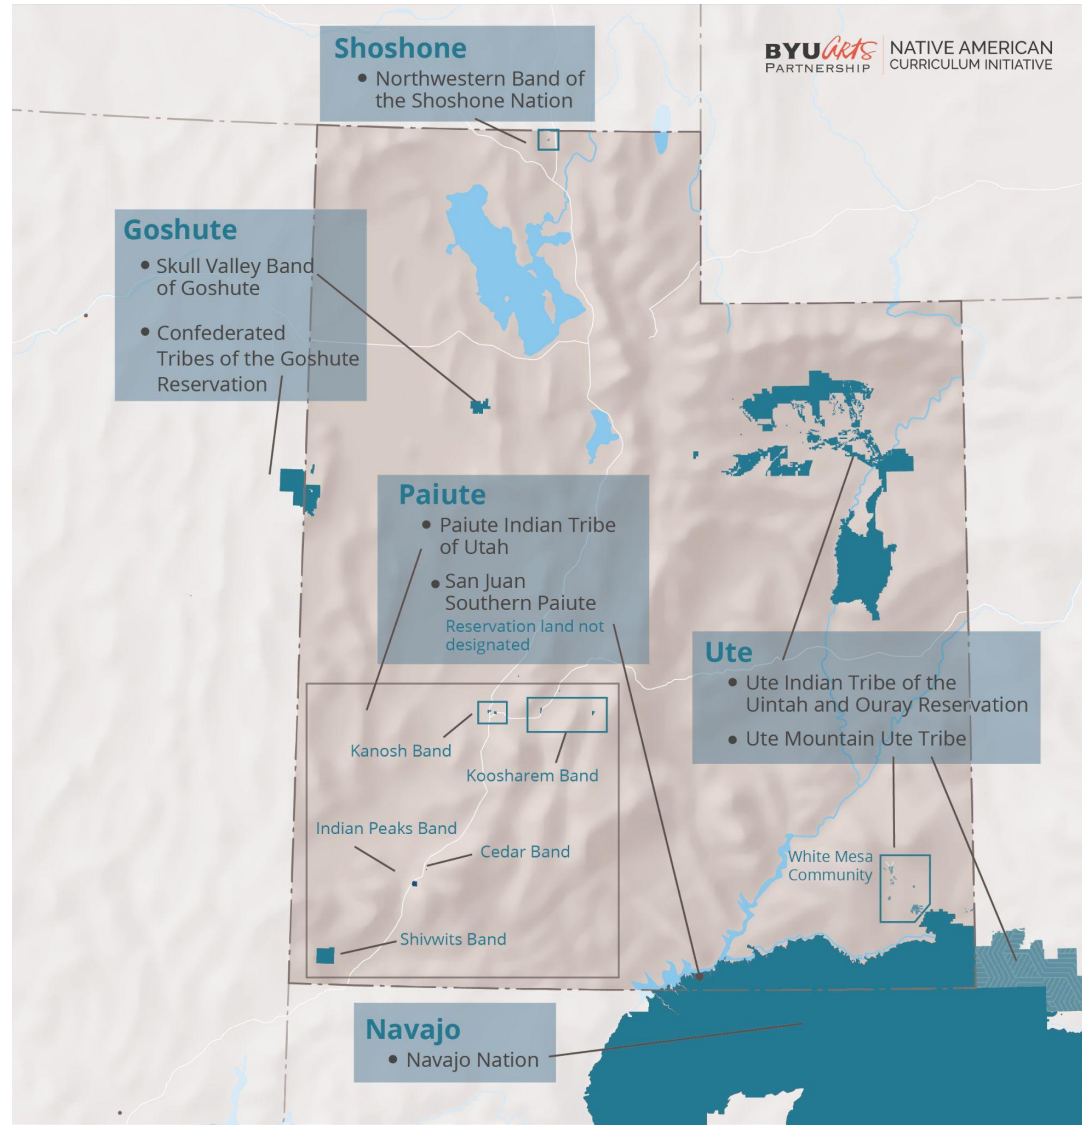 Shoshone
• Northwestern Band of
the Shoshone Nation
BYU ARTS
PARTNERSHIP
NATIVE AMERICAN
CURRICULUM INITIATIVE
Goshute
• Skull Valley Band
of Goshute
• Confederated
Tribes of the Goshute
Reservation
Paiute
• Paiute Indian Tribe
of Utah
• San Juan
Southern Paiute
Reservation land not
designated
Ute
• Ute Indian Tribe of the
Uintah and Ouray Reservation
• Ute Mountain Ute Tribe
Kanosh Band
Koosharem Band
Indian Peaks Band
Cedar Band
Shivwits Band
White Mesa
Community
Navajo
• Navajo Nation